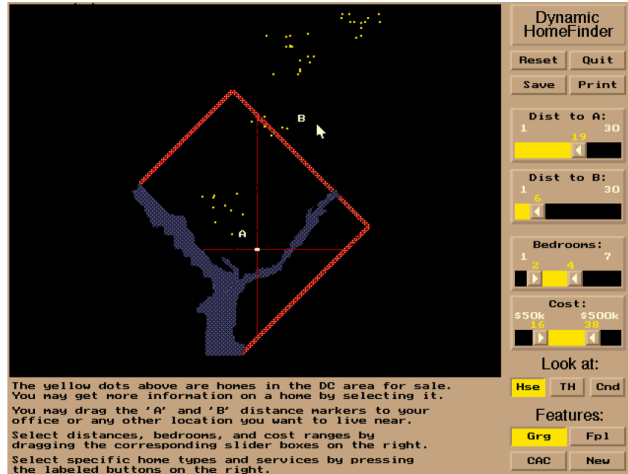 Dynamic
HomeFinder
Reset Quit
Save Print
B
Dist to A:
1 30
19
Dist to B:
1 30
6
A
Bedrooms:
1 7
2 4
Cost:
$50k $500k
16 38
Look at:
Hse TH Cnd
Features:
Grg Fpl
CAC New
The yellow dots above are homes in the DC area for sale.
You may get more information on a home by selecting it.
You may drag the 'A' and 'B' distance markers to your
office or any other location you want to live near.
Select distances, bedrooms, and cost ranges by
dragging the corresponding slider boxes on the right.
Select specific home types and services by pressing
the labeled buttons on the right.